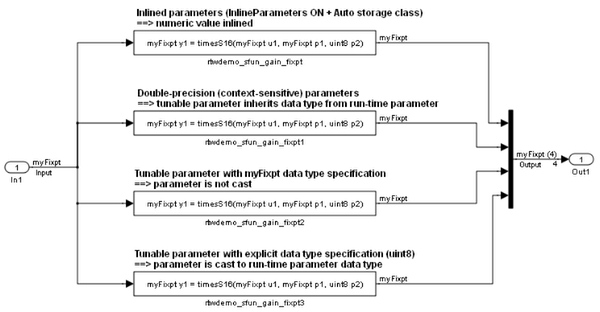 Inlined parameters (InlineParameters ON + Auto storage class)
==> numeric value inlined
myFixpt y1 = timesS16(myFixpt u1, myFixpt p1, uint8 p2)
myFixpt
rtwdemo_sfun_gain_fixpt
Double-precision (context-sensitive) parameters
==> tunable parameter inherits data type from run-time parameter
myFixpt y1 = timesS16(myFixpt u1, myFixpt p1, uint8 p2)
myFixpt
rtwdemo_sfun_gain_fixpt1
1
In1
myFixpt
Input
myFixpt (4)
Output 4
1
Out1
Tunable parameter with myFixpt data type specification
==> parameter is not cast
myFixpt y1 = timesS16(myFixpt u1, myFixpt p1, uint8 p2)
myFixpt
rtwdemo_sfun_gain_fixpt2
Tunable parameter with explicit data type specification (uint8)
==> parameter is cast to run-time parameter data type
myFixpt y1 = timesS16(myFixpt u1, myFixpt p1, uint8 p2)
myFixpt
rtwdemo_sfun_gain_fixpt3